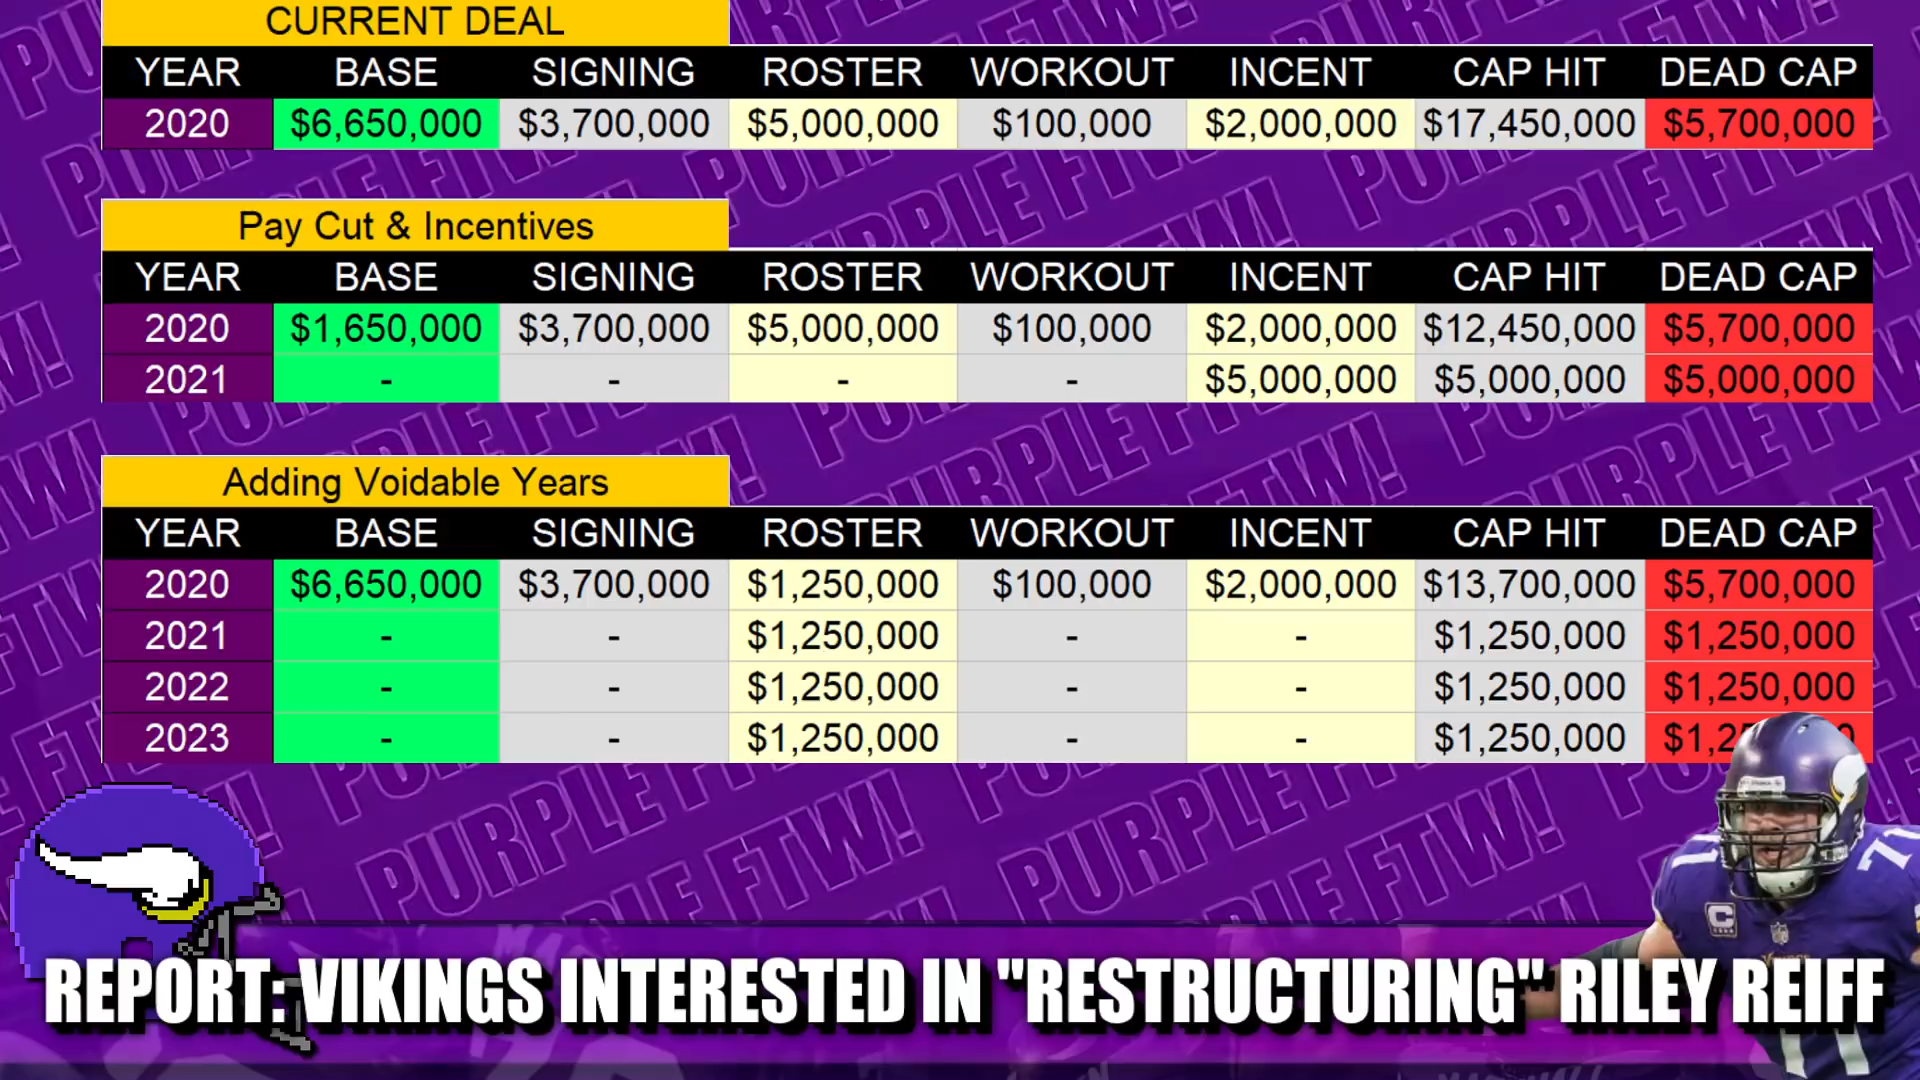 CURRENT DEAL
YEAR BASE SIGNING ROSTER WORKOUT INCENT CAP HIT DEAD CAP
2020 $6,650,000 $3,700,000 $5,000,000 $100,000 $2,000,000 $17,450,000 $5,700,000
Pay Cut & Incentives
YEAR BASE SIGNING ROSTER WORKOUT INCENT CAP HIT DEAD CAP
2020 $1,650,000 $3,700,000 $5,000,000 $100,000 $2,000,000 $12,450,000 $5,700,000
2021 - - - - $5,000,000 $5,000,000 $5,000,000
Adding Voidable Years
YEAR BASE SIGNING ROSTER WORKOUT INCENT CAP HIT DEAD CAP
2020 $6,650,000 $3,700,000 $1,250,000 $100,000 $2,000,000 $13,700,000 $5,700,000
2021 - - $1,250,000 - - $1,250,000 $1,250,000
2022 - - $1,250,000 - - $1,250,000 $1,250,000
2023 - - $1,250,000 - - $1,250,000
PURPLE FTW!
71
C
REPORT: VIKINGS INTERESTED IN "RESTRUCTURING" RILEY REIFF